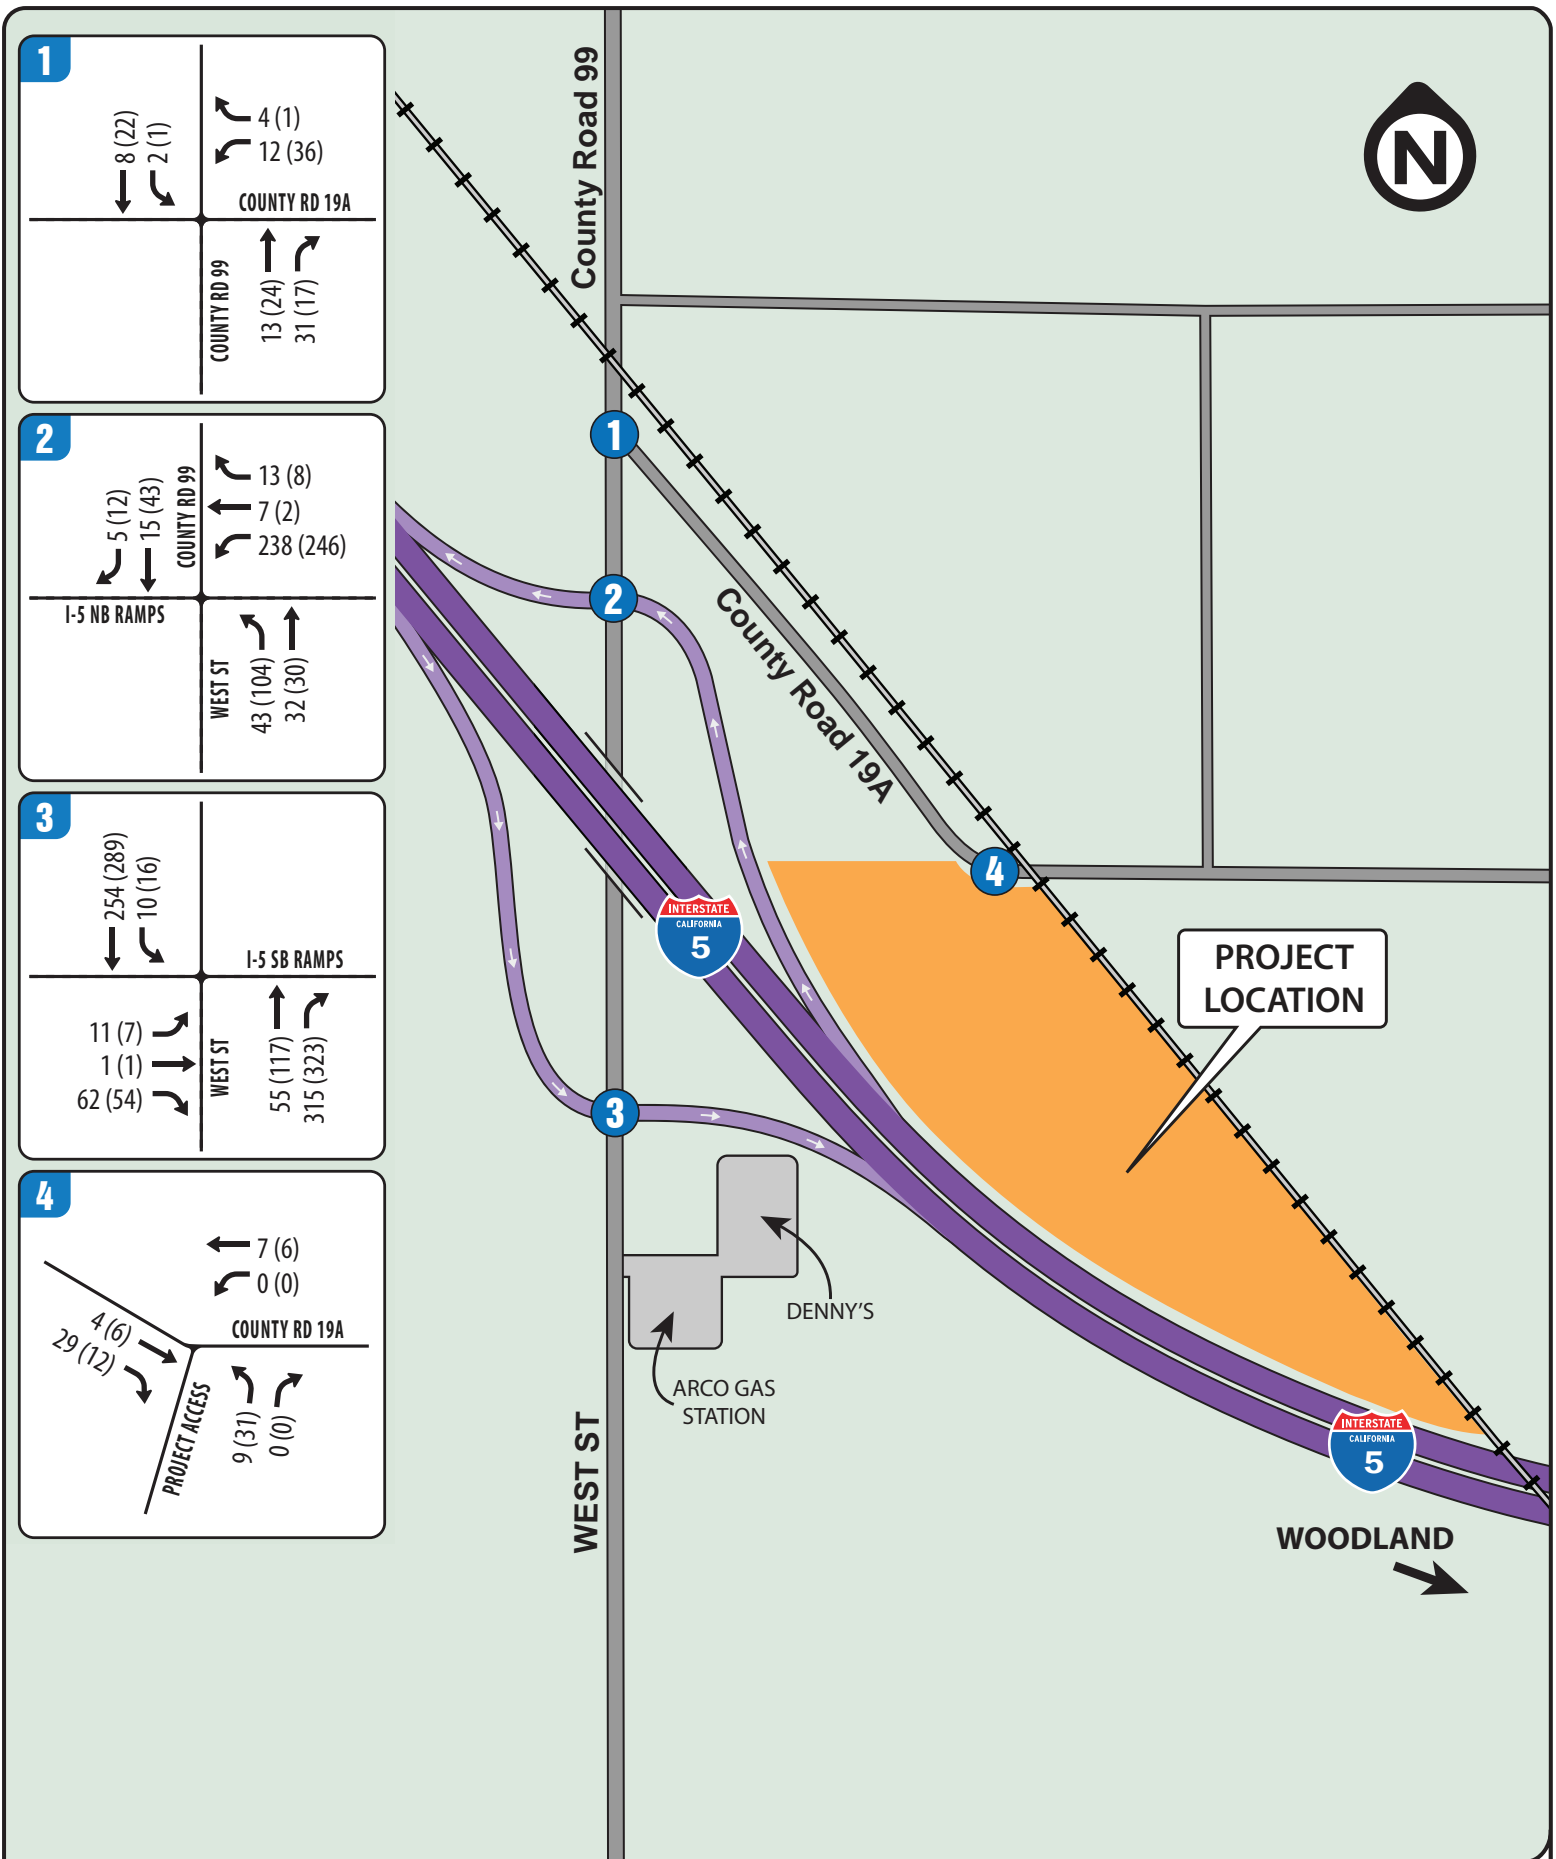 1
8 (22)
2 (1)
4 (1)
12 (36)
COUNTY RD 19A
COUNTY RD 99
13 (24)
31 (17)
2
5 (12)
15 (43)
COUNTY RD 99
13 (8)
7 (2)
238 (246)
I-5 NB RAMPS
WEST ST
43 (104)
32 (30)
3
254 (289)
10 (16)
I-5 SB RAMPS
11 (7)
1 (1)
62 (54)
WEST ST
55 (117)
315 (323)
4
7 (6)
0 (0)
4 (6)
29 (12)
COUNTY RD 19A
PROJECT ACCESS
9 (31)
0 (0)
County Road 99
N
1
2
County Road 19A
4
INTERSTATE
CALIFORNIA
5
PROJECT
LOCATION
3
DENNY'S
ARCO GAS
STATION
WEST ST
INTERSTATE
CALIFORNIA
5
WOODLAND